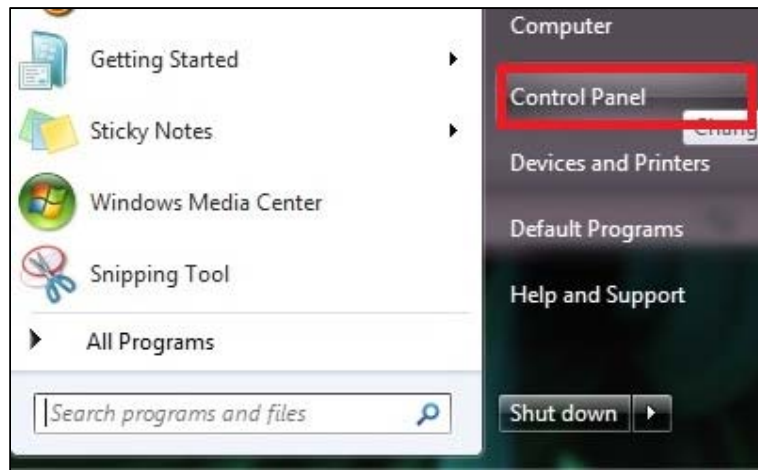 Getting Started
Sticky Notes
Windows Media Center
Snipping Tool
All Programs
Search programs and files
Computer
Control Panel
Devices and Printers
Default Programs
Help and Support
Shut down